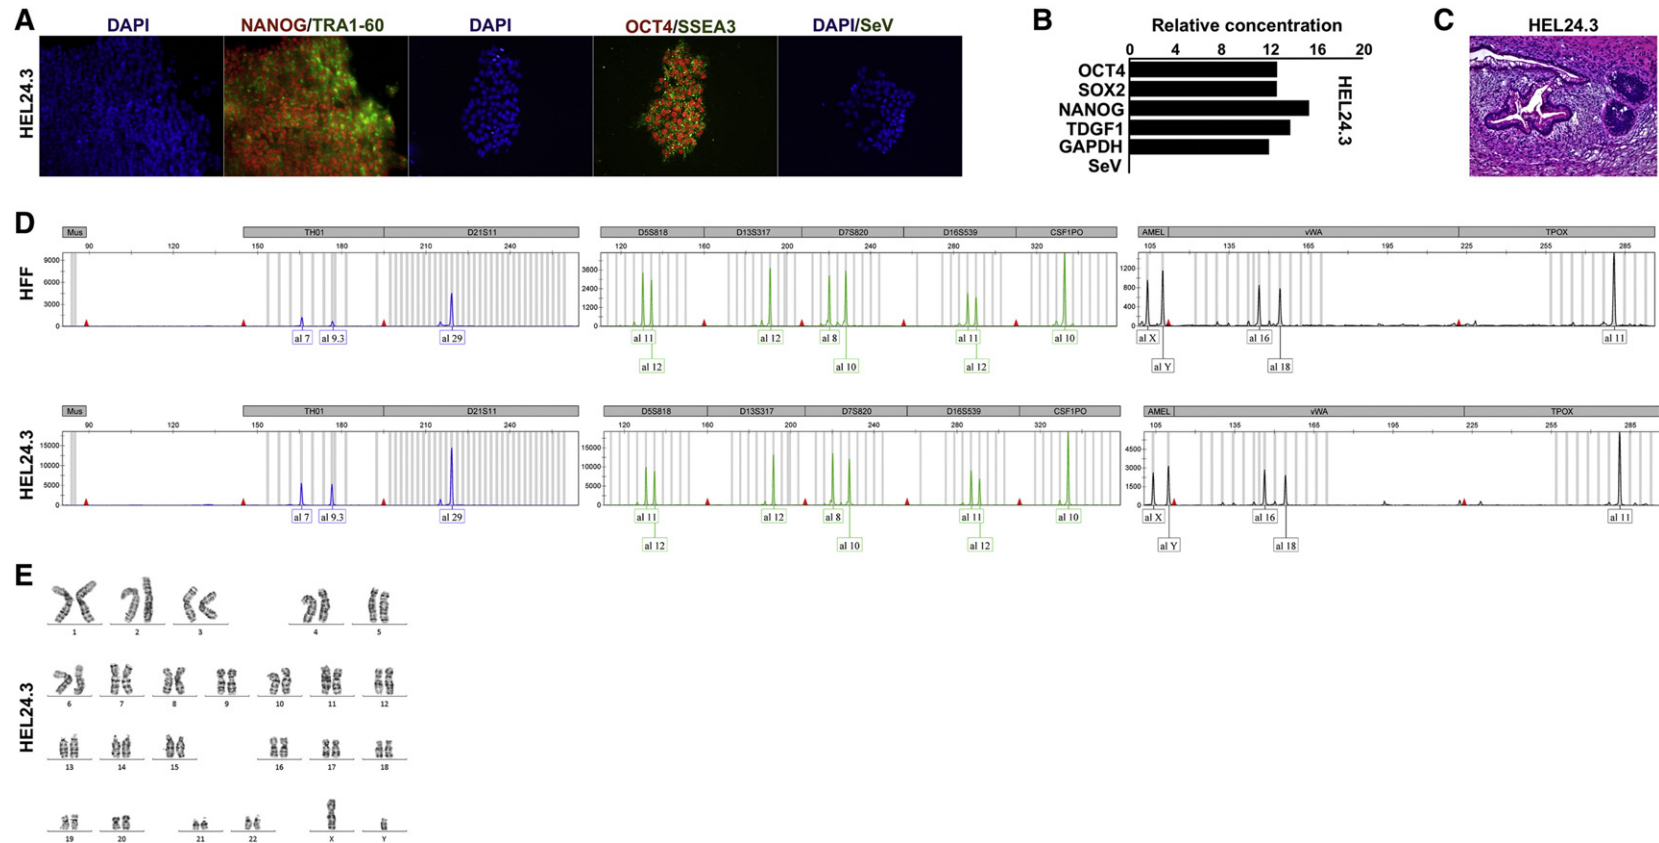 A
DAPI NANOG/TRA1-60 DAPI OCT4/SSEA3 DAPI/SeV
HEL24.3
B
Relative concentration
0 4 8 12 16 20
OCT4
SOX2
NANOG
TDGF1
GAPDH
SeV
HEL24.3
C
HEL24.3
D
HFF
Mus TH01 D21S11
90 120 150 180 210 240
9000
6000
3000
0
al 7 al 9.3 al 29
D5S818 D13S317 D7S820 D16S539 CSF1PO
120 160 200 240 280 320
3600
2400
1200
0
al 11 al 12 al 8 al 11 al 10
al 12 al 10 al 12
AMEL vWA TPOX
105 135 165 195 225 255 285
1200
800
400
0
al X al 16 al 11
al Y al 18
HEL24.3
Mus TH01 D21S11
90 120 150 180 210 240
15000
10000
5000
0
al 7 al 9.3 al 29
D5S818 D13S317 D7S820 D16S539 CSF1PO
120 160 200 240 280 320
15000
10000
5000
0
al 11 al 12 al 8 al 11 al 10
al 12 al 10 al 12
AMEL vWA TPOX
105 135 165 195 225 255 285
4500
3000
1500
0
al X al 16 al 11
al Y al 18
E
HEL24.3
1 2 3 4 5
6 7 8 9 10 11 12
13 14 15 16 17 18
19 20 21 22 X Y